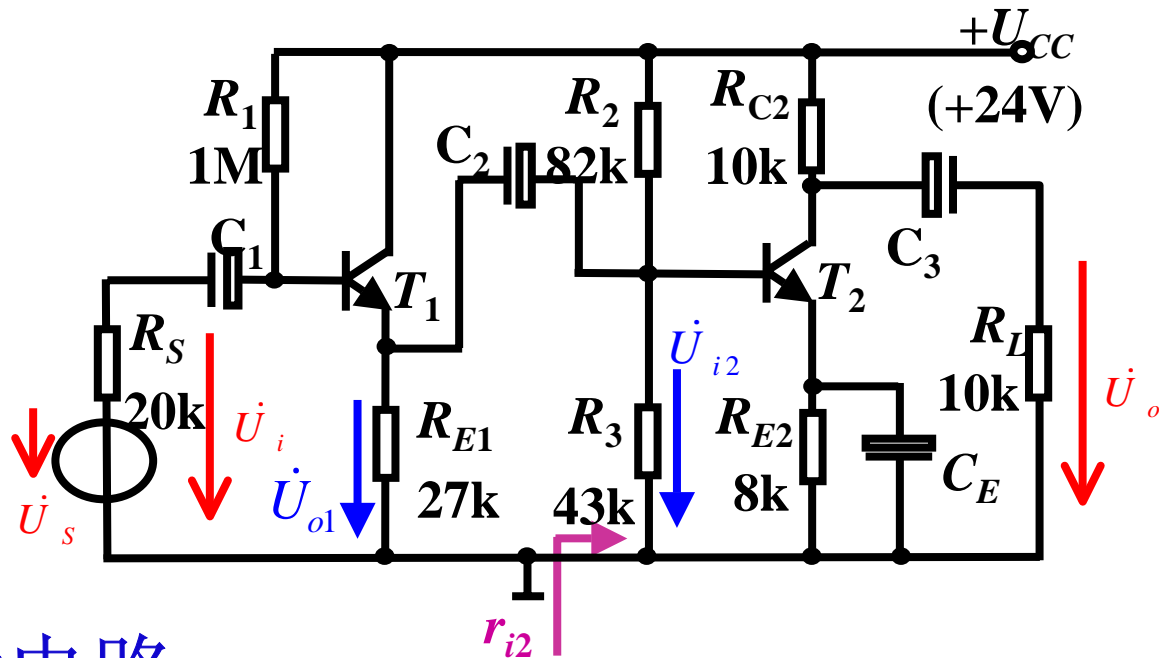 +U_CC
(+24V)
R_1
1M
C_1
R_S
20k
U̇_S
U̇_i
T_1
R_E1
27k
U̇_o1
C_2
R_2
82k
R_3
43k
r_i2
U̇_i2
R_C2
10k
T_2
R_E2
8k
C_E
C_3
R_L
10k
U̇_o